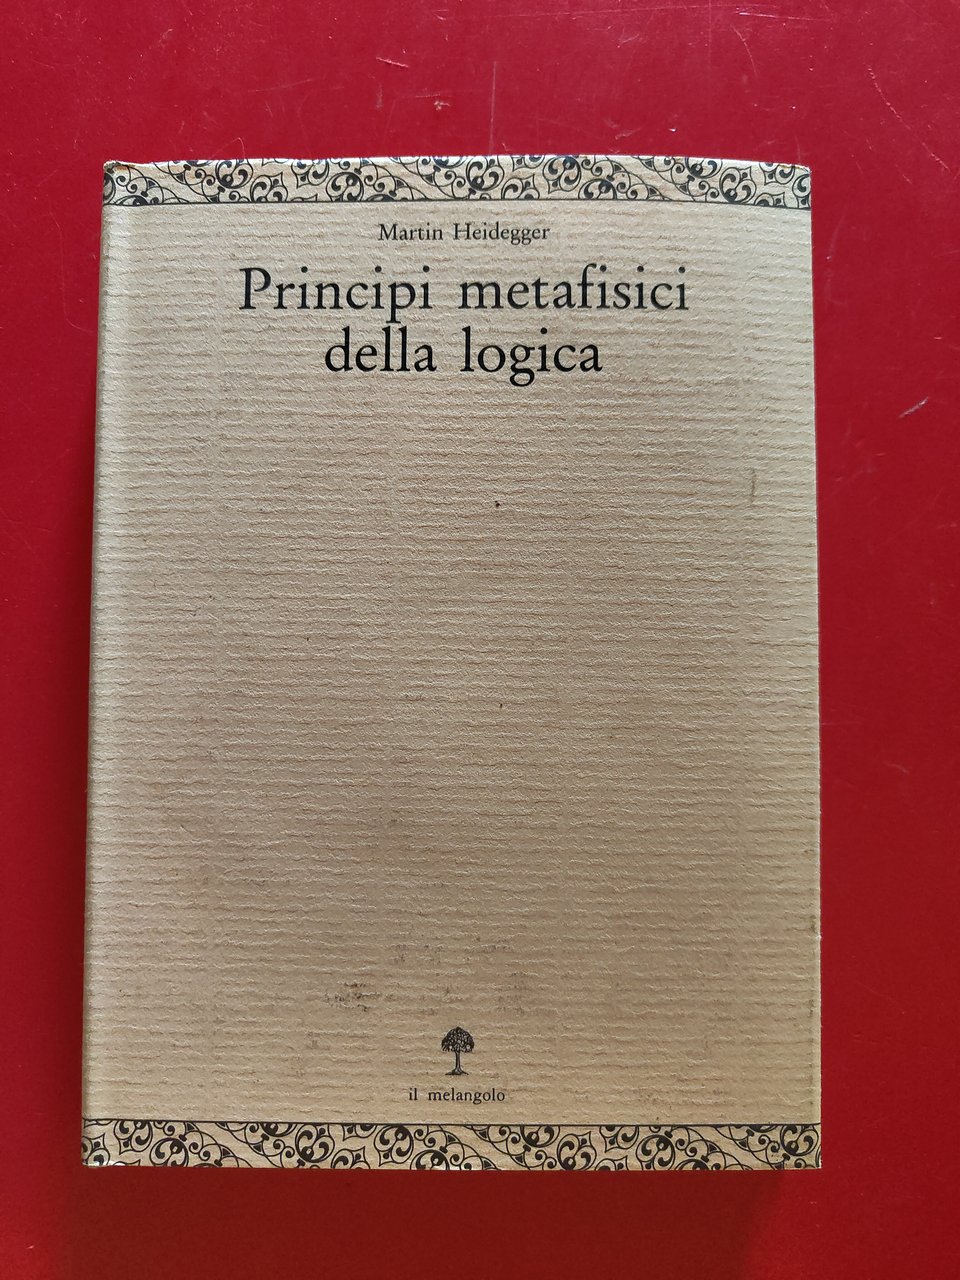 Martin Heidegger
Principi metafisici
della logica
il melangolo